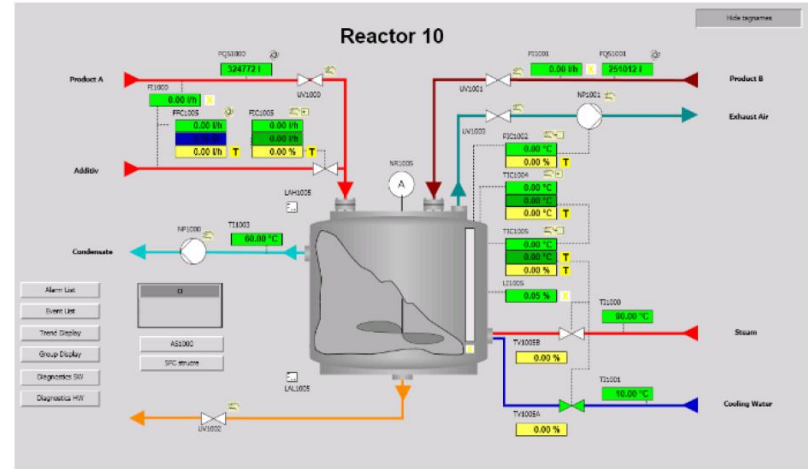 Hide tagnames
Reactor 10
FQS1000
324772 l
Product A
UV1000
FI1000
0.00 l/h X
FFC1005
0.00 l/h
0.00 l/h T
FIC1005
0.00 l/h
0.00 l/h
0.00 % T
Additiv
FI1001
0.00 l/h X
FQS1001
251012 l
Product B
UV1001
NP1001
Exhaust Air
UV1003
0.00 °C
0.00 % T
TIC1004
0.00 °C
0.00 °C
0.00 °C T
TIC1005
0.00 °C
0.00 °C T
0.00 % T
LI1005
0.05 % X
NR1005
A
LAH1005
NP1000
TI1003
60.00 °C
Condensate
Alarm List
Event List
Trend Display
Group Display
Diagnostics SW
Diagnostics HW
AS1000
SFC strucre
LAL1005
UV1002
TI1000
90.00 °C
Steam
TV1005B
0.00 %
TI1001
10.00 °C
Cooling Water
TV1005A
0.00 %